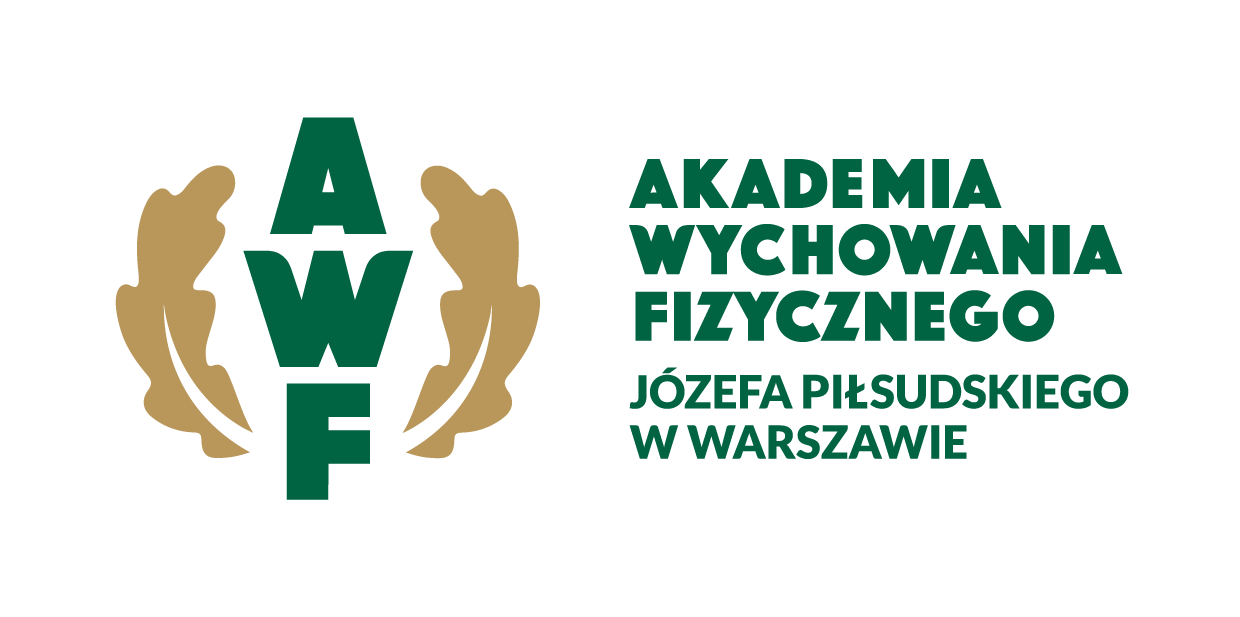 A
W
F
AKADEMIA
WYCHOWANIA
FIZYCZNEGO
JÓZEFA PIŁSUDSKIEGO
W WARSZAWIE